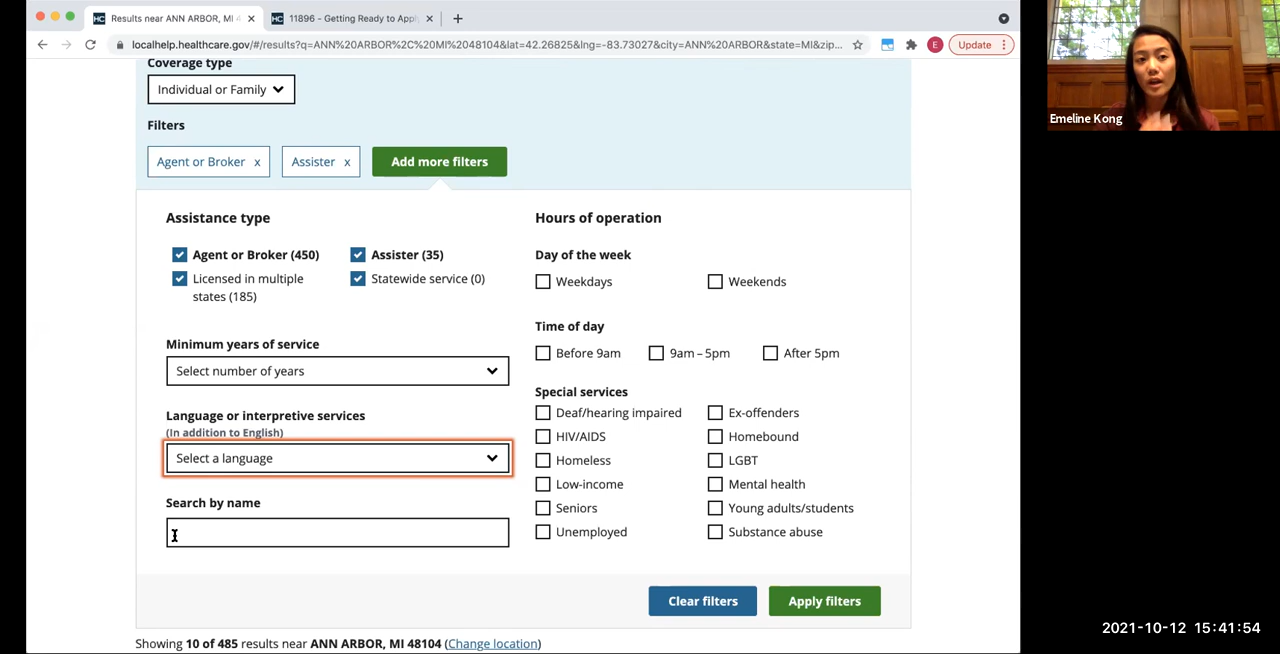 Results near ANN ARBOR, MI 4
11896 - Getting Ready to Appl
localhelp.healthcare.gov/#/results?q=ANN%20ARBOR%2C%20MI%2048104&lat=42.26825&lng=-83.73027&city=ANN%20ARBOR&state=MI&zip...
E
Update
Coverage type
Individual or Family
Filters
Agent or Broker x
Assister x
Add more filters
Assistance type
Agent or Broker (450)
Assister (35)
Licensed in multiple
states (185)
Statewide service (0)
Minimum years of service
Select number of years
Language or interpretive services
(In addition to English)
Select a language
Search by name
Hours of operation
Day of the week
Weekdays
Weekends
Time of day
Before 9am
9am – 5pm
After 5pm
Special services
Deaf/hearing impaired
Ex-offenders
HIV/AIDS
Homebound
Homeless
LGBT
Low-income
Mental health
Seniors
Young adults/students
Unemployed
Substance abuse
Clear filters
Apply filters
Showing 10 of 485 results near ANN ARBOR, MI 48104 (Change location)
Emeline Kong
2021-10-12 15:41:54